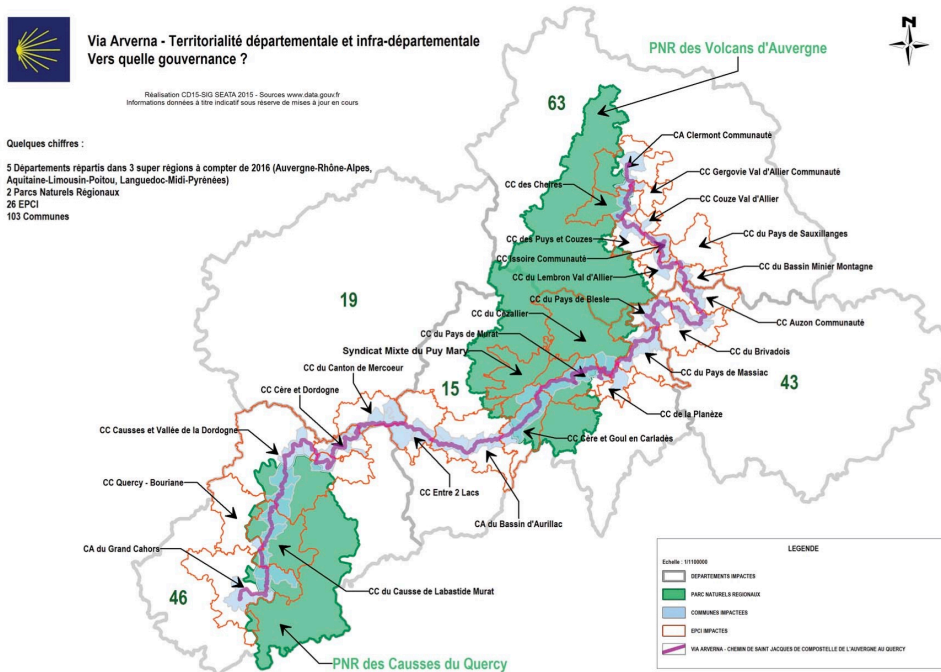 Via Arverna - Territorialité départementale et infra-départementale
Vers quelle gouvernance ?
Réalisation CD15-SIG SEATA 2015 - Sources www.data.gouv.fr
Informations données à titre indicatif sous réserve de mises à jour en cours
Quelques chiffres :
5 Départements répartis dans 3 super régions à compter de 2016 (Auvergne-Rhône-Alpes,
Aquitaine-Limousin-Poitou, Languedoc-Midi-Pyrénées)
2 Parcs Naturels Régionaux
26 EPCI
103 Communes
N
PNR des Volcans d'Auvergne
63
CA Clermont Communauté
CC Gergovie Val d'Allier Communauté
CC des Cheires
CC Couze Val d'Allier
CC du Pays de Sauxillanges
CC des Puys et Couzes
CC Issoire Communauté
CC du Bassin Minier Montagne
CC du Lembron Val d'Allier
19
CC du Pays de Blesle
CC Auzon Communauté
CC du Cézallier
CC du Pays de Murat
CC du Brivadois
Syndicat Mixte du Puy Mary
CC du Pays de Massiac
43
CC du Canton de Mercoeur
15
CC Cère et Dordogne
CC de la Planèze
CC Causses et Vallée de la Dordogne
CC Cère et Goul en Carladès
CC Quercy - Bouriane
CC Entre 2 Lacs
CA du Bassin d'Aurillac
CA du Grand Cahors
46
CC du Causse de Labastide Murat
PNR des Causses du Quercy
LEGENDE
Echelle : 1/1100000
DEPARTEMENTS IMPACTES
PARC NATURELS REGIONAUX
COMMUNES IMPACTEES
EPCI IMPACTES
VIA ARVERNA - CHEMIN DE SAINT JACQUES DE COMPOSTELLE DE L'AUVERGNE AU QUERCY